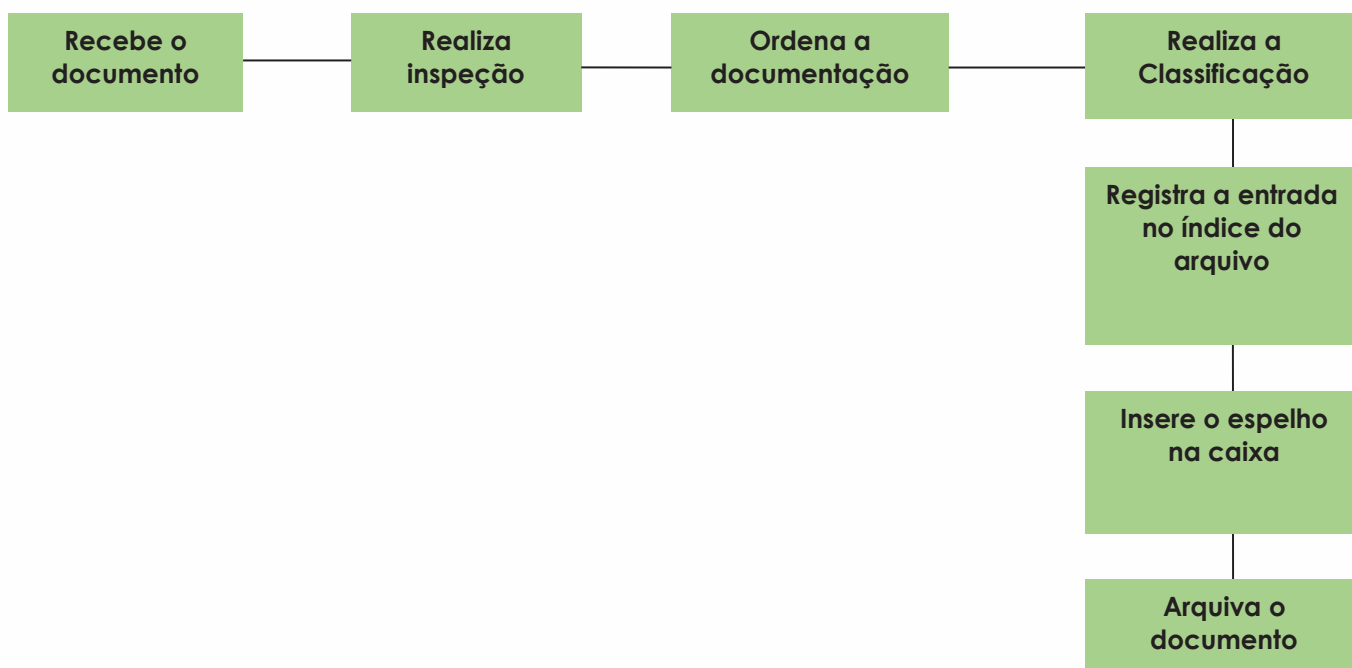 Recebe o
documento
Realiza
inspeção
Ordena a
documentação
Realiza a
Classificação
Registra a entrada
no índice do
arquivo
Insere o espelho
na caixa
Arquiva o
documento